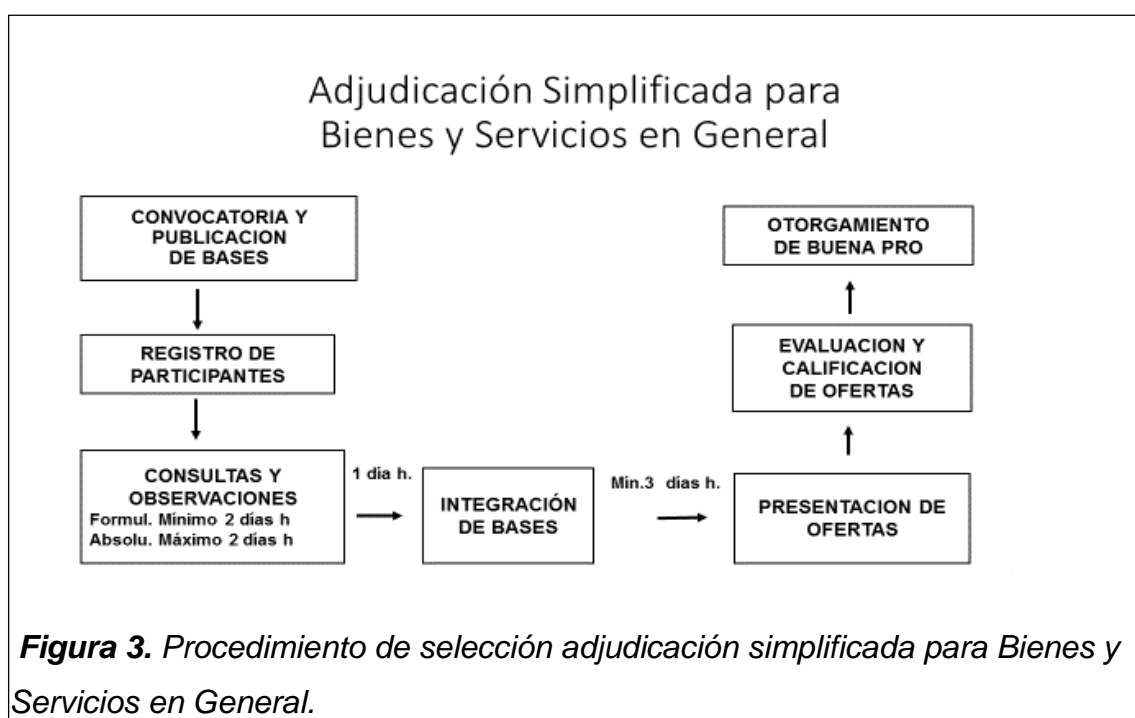 Adjudicación Simplificada para
Bienes y Servicios en General
CONVOCATORIA Y
PUBLICACION
DE BASES
REGISTRO DE
PARTICIPANTES
CONSULTAS Y
OBSERVACIONES
Formul. Mínimo 2 días h
Absolu. Máximo 2 días h
1 día h.
INTEGRACIÓN
DE BASES
Min.3 días h.
PRESENTACION DE
OFERTAS
EVALUACION Y
CALIFICACION
DE OFERTAS
OTORGAMIENTO
DE BUENA PRO
Figura 3. Procedimiento de selección adjudicación simplificada para Bienes y
Servicios en General.